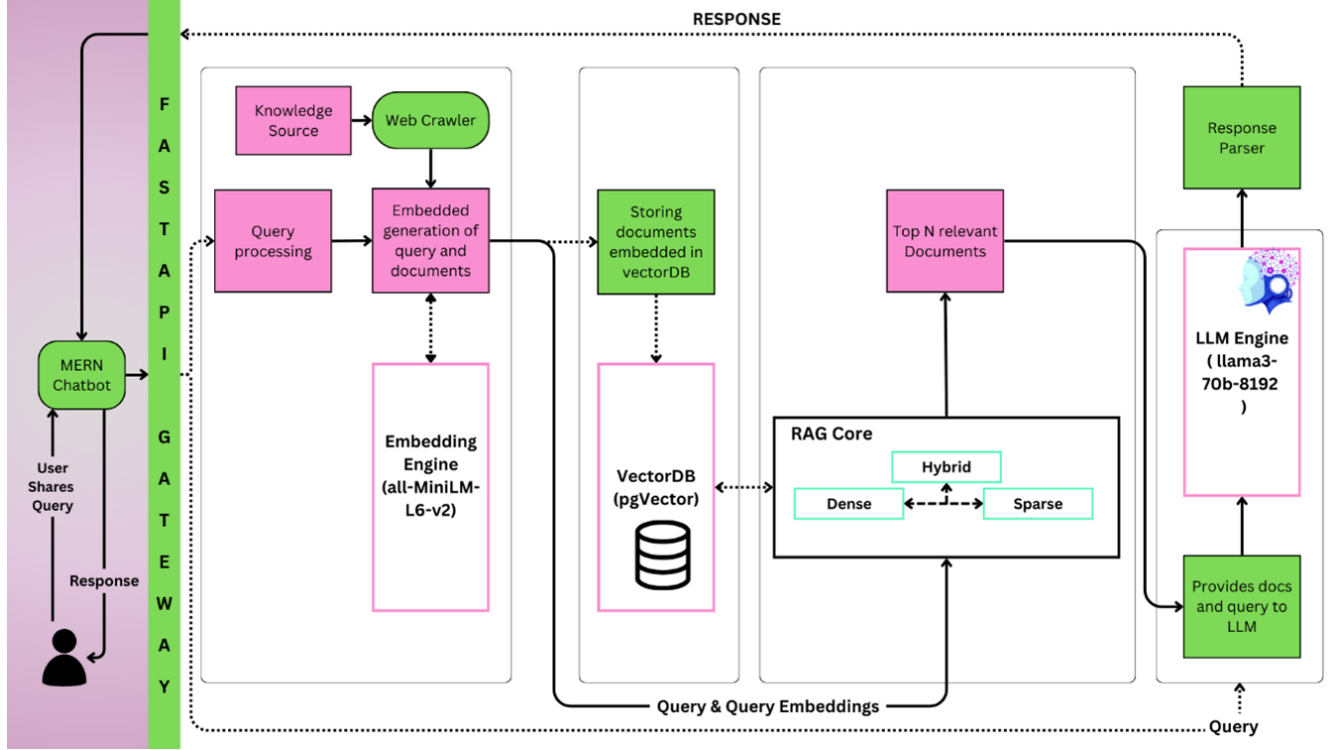 RESPONSE
FASTAPI GATEWAY
Knowledge
Source
Web Crawler
Query
processing
Embedded
generation of
query and
documents
Storing
documents
embedded in
vectorDB
Top N relevant
Documents
Response
Parser
MERN
Chatbot
User
Shares
Query
Response
Embedding
Engine
(all-MiniLM-
L6-v2)
VectorDB
(pgVector)
RAG Core
Hybrid
Dense
Sparse
LLM Engine
( llama3-
70b-8192
)
Provides docs
and query to
LLM
Query & Query Embeddings
Query